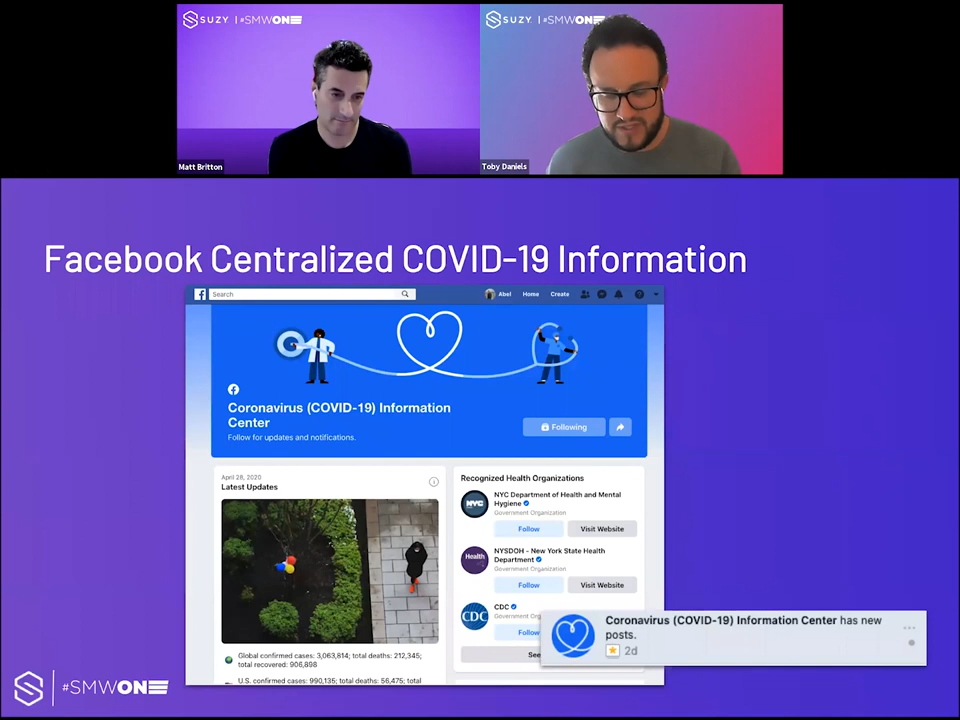 SUZY | #SMWONE
SUZY | #SMWONE
Matt Britton
Toby Daniels
Facebook Centralized COVID-19 Information
Search
Abel Home Create
Coronavirus (COVID-19) Information
Center
Follow for updates and notifications.
Following
April 28, 2020
Latest Updates
Global confirmed cases: 3,063,814; total deaths: 212,345,
total recovered: 906,898
U.S. confirmed cases: 990,135; total deaths: 56,475; total
Recognized Health Organizations
NYC
NYC Department of Health and Mental
Hygiene
Government Organization
Follow Visit Website
Health
NYSDOH - New York State Health
Department
Government Organization
Follow Visit Website
CDC
CDC
Government Org
Follow
See
Coronavirus (COVID-19) Information Center has new
posts.
2d
#SMWONE